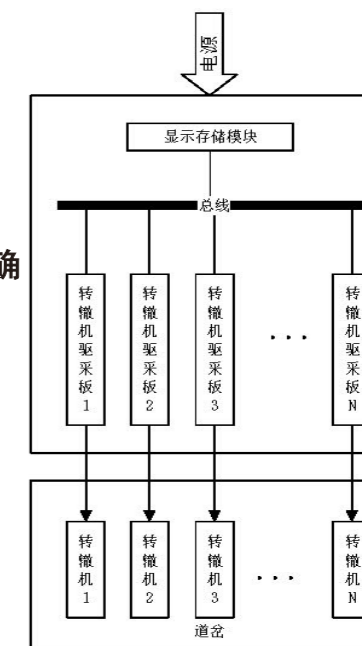 电源
显示存储模块
总线
确
转辙机驱采板1
转辙机驱采板2
转辙机驱采板3
...
转辙机驱采板N
转辙机1
转辙机2
转辙机3
...
转辙机N
道岔